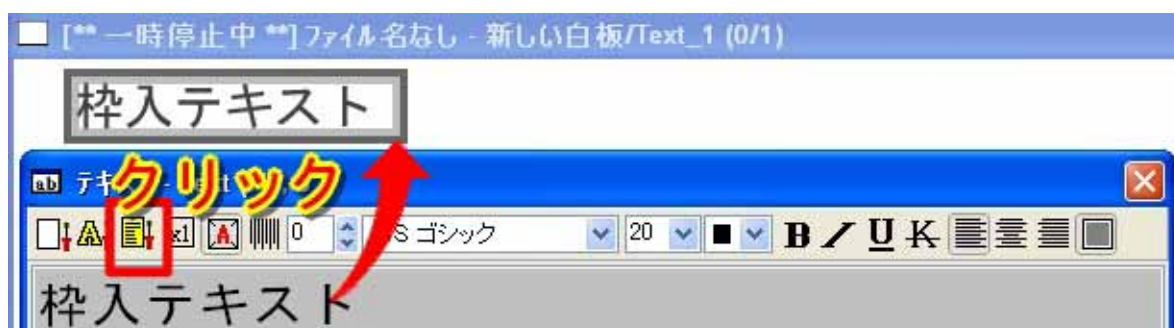 [** 一時停止中 **] ファイル名なし - 新しい白板/Text_1 (0/1)
枠入テキスト
クリック
x1 A 0 ゴシック 20 B I U K
枠入テキスト